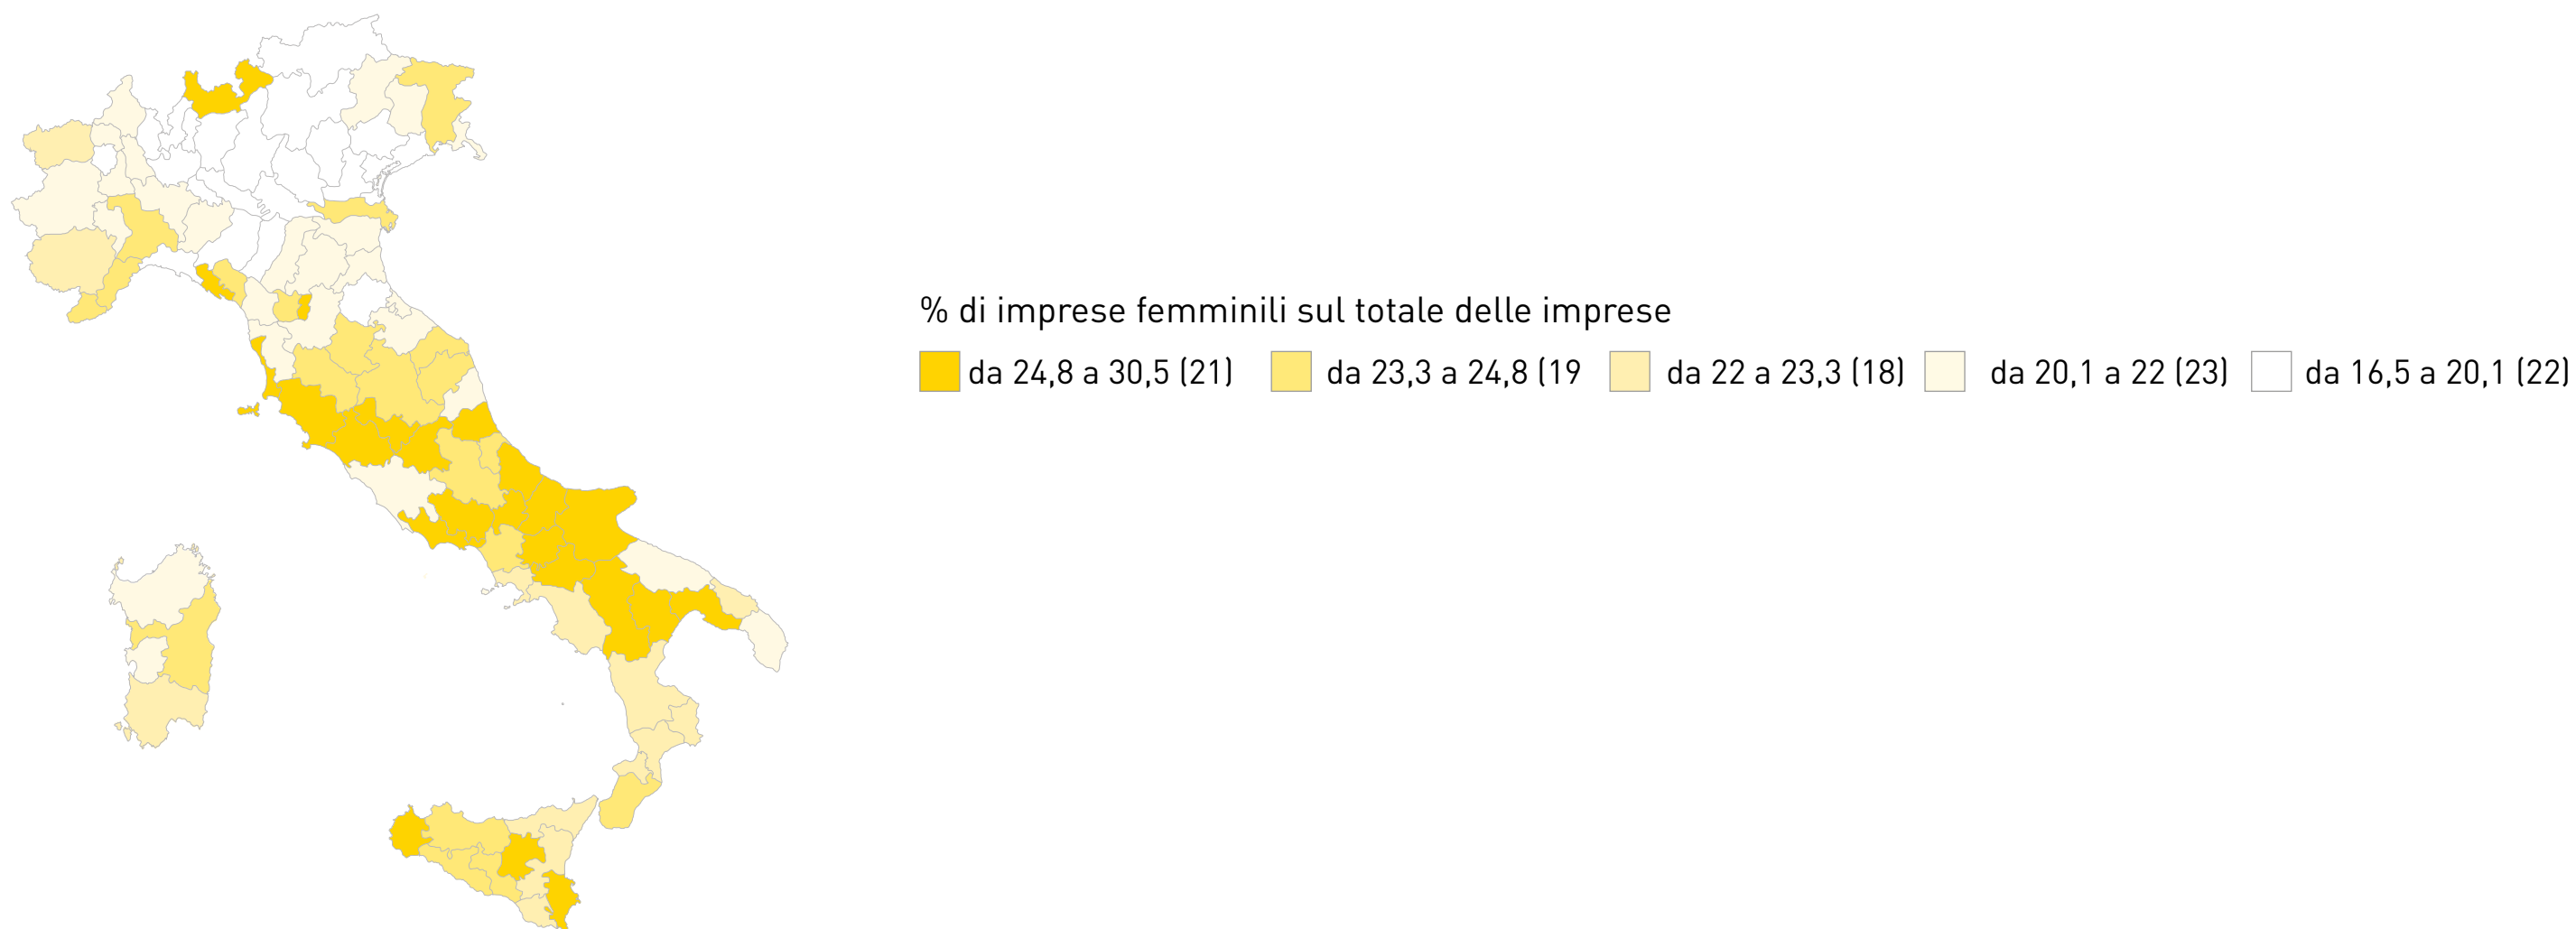 % di imprese femminili sul totale delle imprese
da 24,8 a 30,5 (21) da 23,3 a 24,8 (19 da 22 a 23,3 (18) da 20,1 a 22 (23) da 16,5 a 20,1 (22)